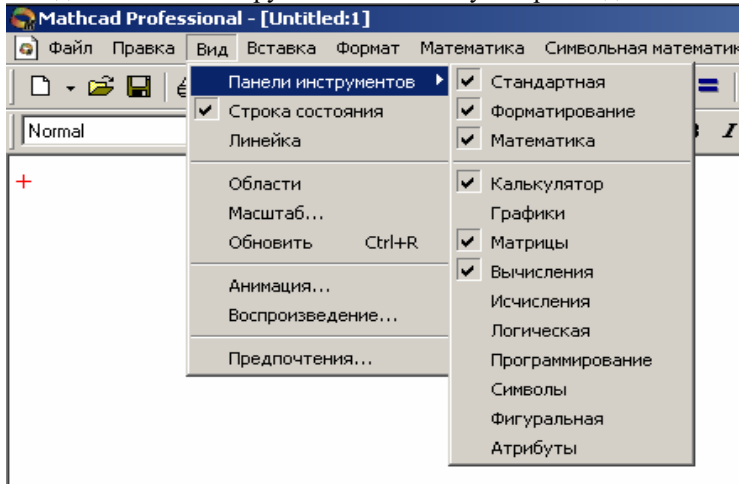 Mathcad Professional - [Untitled:1]
Файл Правка Вид Вставка Формат Математика Символьная математик
Normal
I
Панели инструментов
Строка состояния
Линейка
Области
Масштаб...
Обновить Ctrl+R
Анимация...
Воспроизведение...
Предпочтения...
Стандартная
Форматирование
Математика
Калькулятор
Графики
Матрицы
Вычисления
Исчисления
Логическая
Программирование
Символы
Фигуральная
Атрибуты